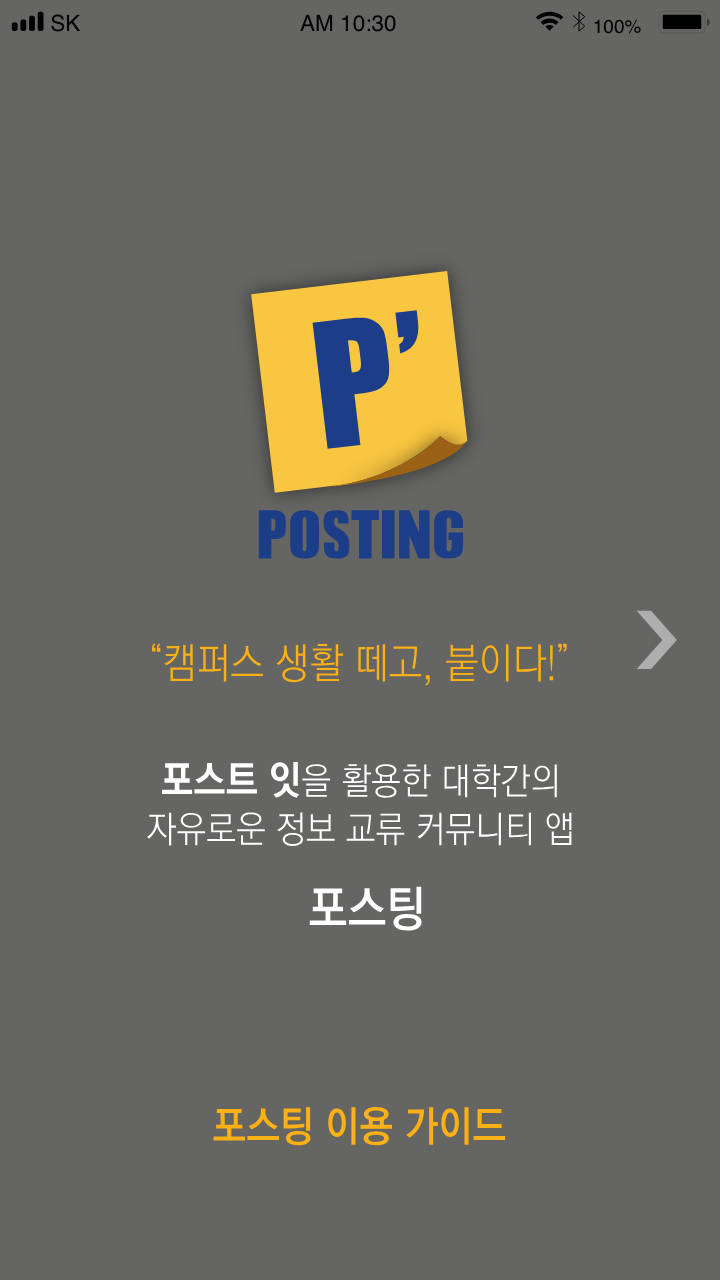 SK AM 10:30 100%
P’
POSTING
“캠퍼스 생활 떼고, 붙이다!”
포스트 잇을 활용한 대학간의
자유로운 정보 교류 커뮤니티 앱
포스팅
포스팅 이용 가이드